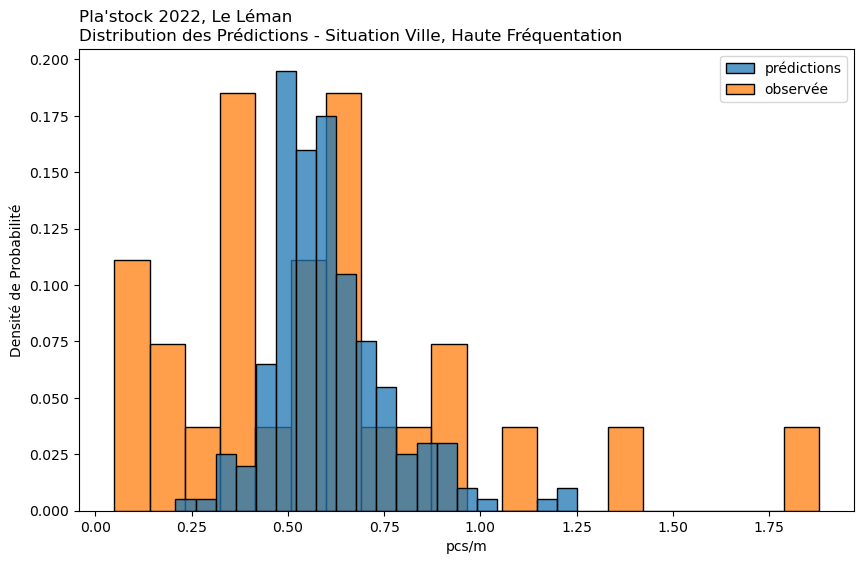 Pla'stock 2022, Le Léman
Distribution des Prédictions - Situation Ville, Haute Fréquentation
prédictions
observée
Densité de Probabilité
0.200
0.175
0.150
0.125
0.100
0.075
0.050
0.025
0.000
0.00 0.25 0.50 0.75 1.00 1.25 1.50 1.75
pcs/m